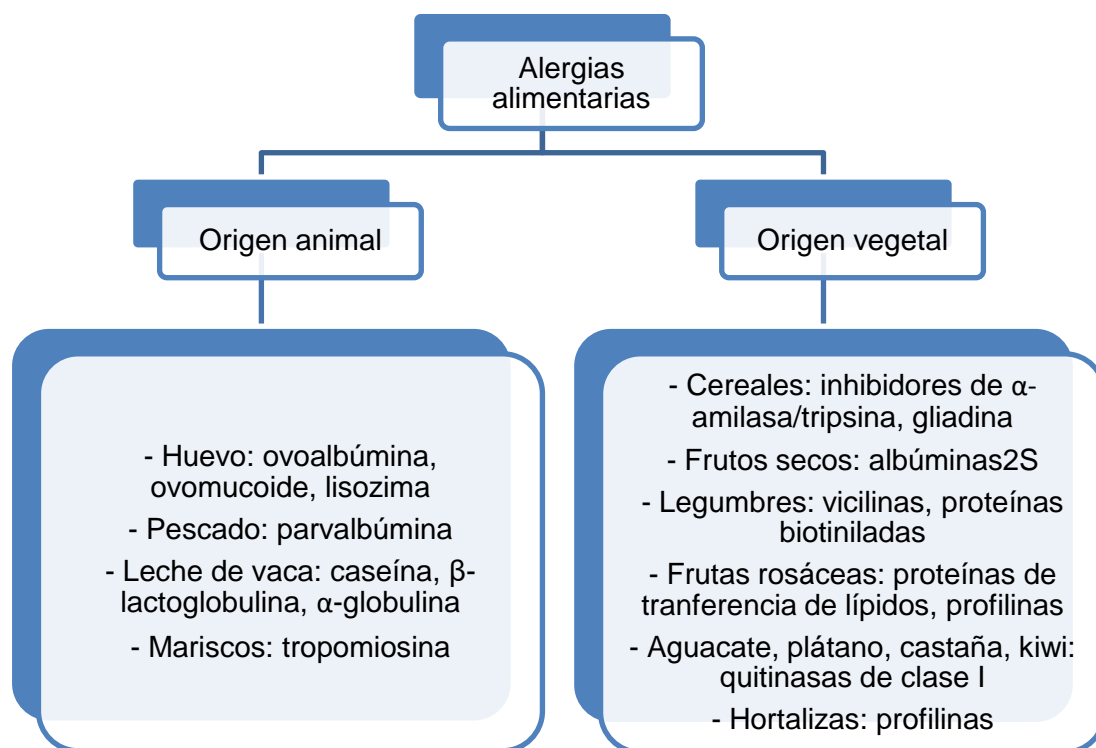 Alergias
alimentarias
Origen animal
Origen vegetal
- Huevo: ovoalbúmina,
ovomucoide, lisozima
- Pescado: parvalbúmina
- Leche de vaca: caseína, β-
lactoglobulina, α-globulina
- Mariscos: tropomiosina
- Cereales: inhibidores de α-
amilasa/tripsina, gliadina
- Frutos secos: albúminas2S
- Legumbres: vicilinas, proteínas
biotiniladas
- Frutas rosáceas: proteínas de
tranferencia de lípidos, profilinas
- Aguacate, plátano, castaña, kiwi:
quitinasas de clase I
- Hortalizas: profilinas